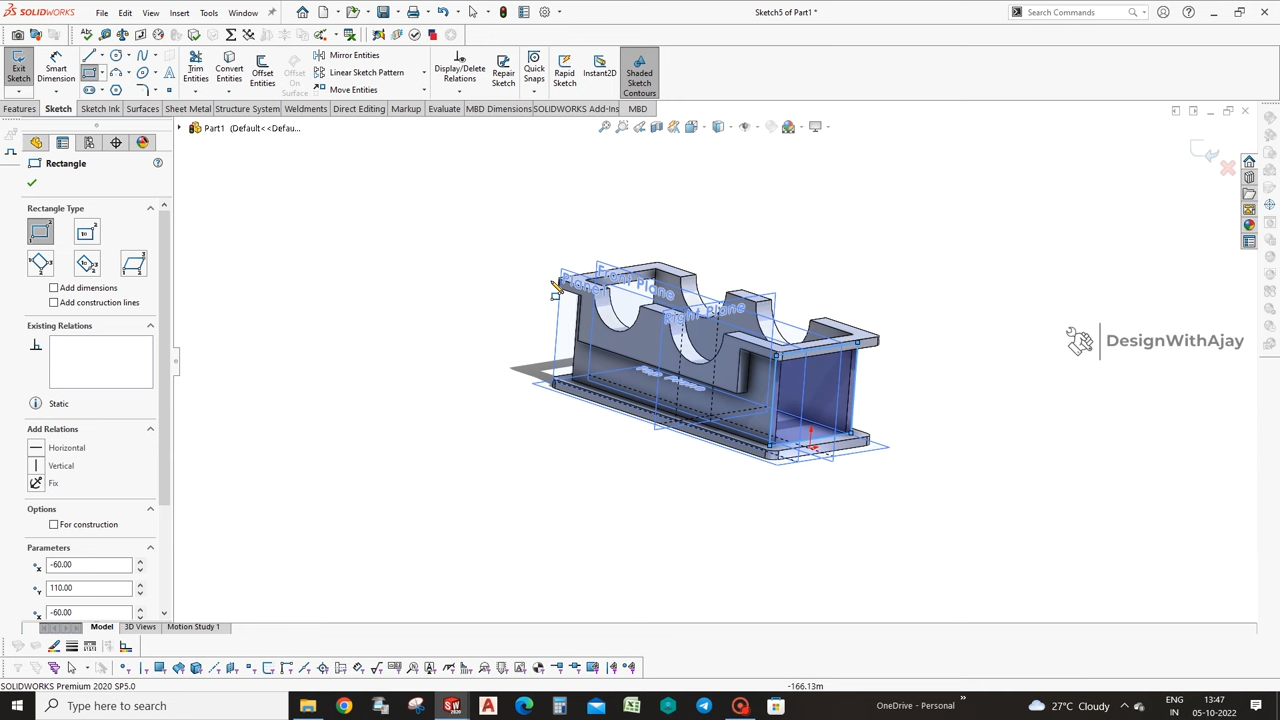 SOLIDWORKS
File
Edit
View
Insert
Tools
Window
Sketch5 of Part1 *
Search Commands
Exit Sketch
Smart Dimension
Trim Entities
Convert Entities
Offset Entities
Offset On Surface
Mirror Entities
Linear Sketch Pattern
Move Entities
Display/Delete Relations
Repair Sketch
Quick Snaps
Rapid Sketch
Instant2D
Shaded Sketch Contours
Features
Sketch
Sketch Ink
Surfaces
Sheet Metal
Structure System
Weldments
Direct Editing
Markup
Evaluate
MBD Dimensions
SOLIDWORKS Add-Ins
MBD
Part1 (Default<<Defau...
Rectangle
Rectangle Type
Add dimensions
Add construction lines
Existing Relations
Static
Add Relations
Horizontal
Vertical
Fix
Options
For construction
Parameters
-60.00
110.00
-60.00
Front Plane
Right Plane
DesignWithAjay
Model
3D Views
Motion Study 1
SOLIDWORKS Premium 2020 SP5.0
-166.13m
Type here to search
OneDrive - Personal
27°C Cloudy
ENG
IN
13:47
05-10-2022